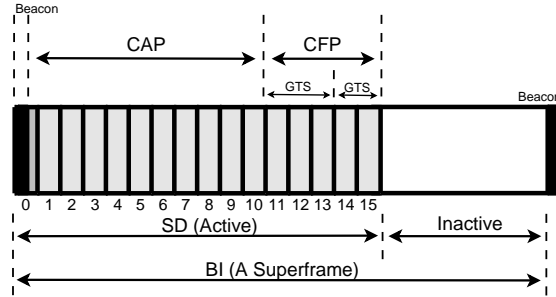 Beacon
CAP
CFP
GTS
GTS
Beacon
0 1 2 3 4 5 6 7 8 9 10 11 12 13 14 15
SD (Active)
Inactive
BI (A Superframe)